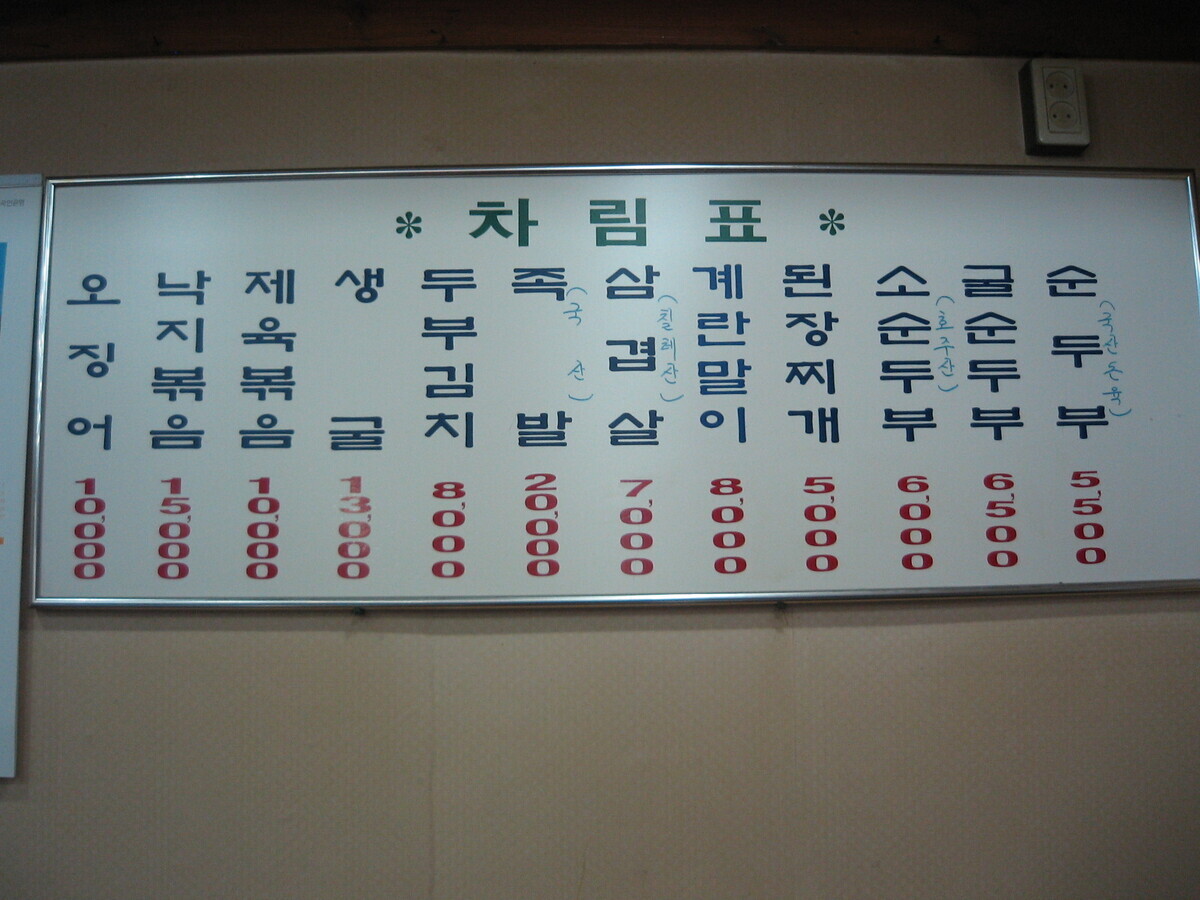 * 차림표 *
오징어 10,000
낙지볶음 15,000
제육볶음 10,000
생굴 13,000
두부김치 8,000
족발 (국산) 20,000
삼겹살 (칠레산) 7,000
계란말이 8,000
된장찌개 5,000
소순두부 (호주산) 6,000
굴순두부 6,500
순두부 (국산돈육) 5,500